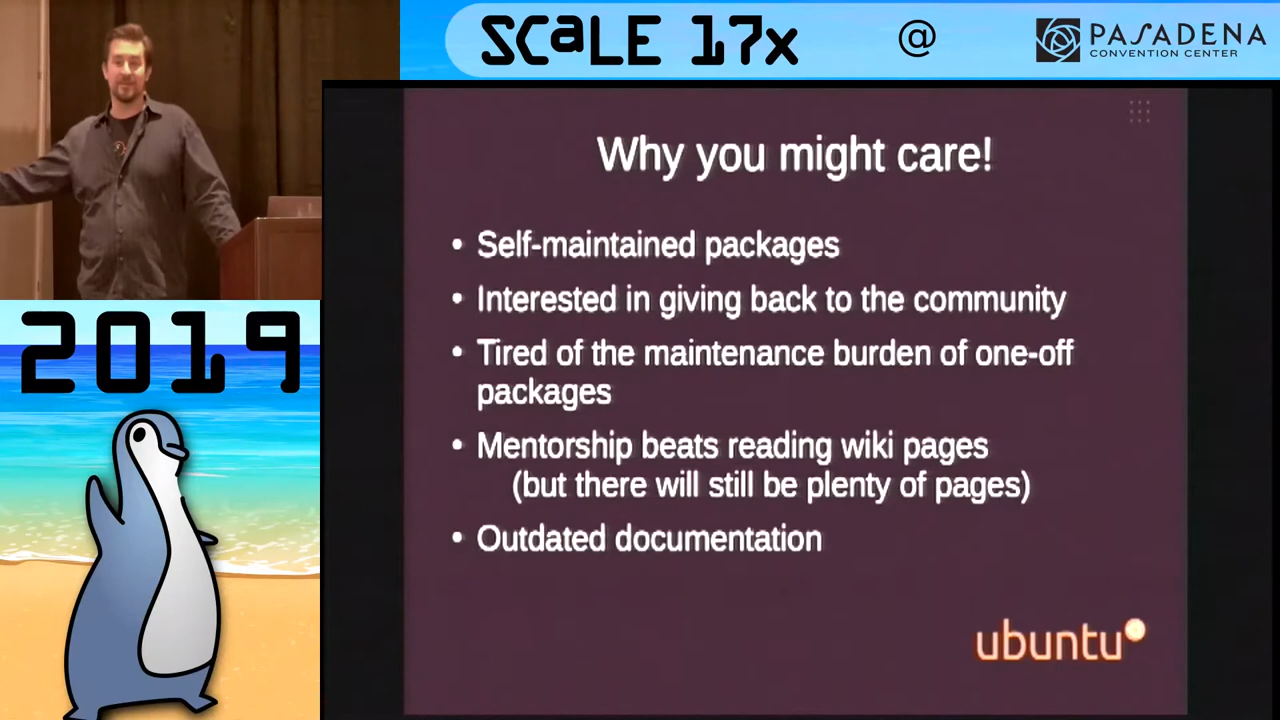 SCaLE 17x
@
PASADENA
CONVENTION CENTER
2019
Why you might care!
• Self-maintained packages
• Interested in giving back to the community
• Tired of the maintenance burden of one-off
packages
• Mentorship beats reading wiki pages
(but there will still be plenty of pages)
• Outdated documentation
ubuntu